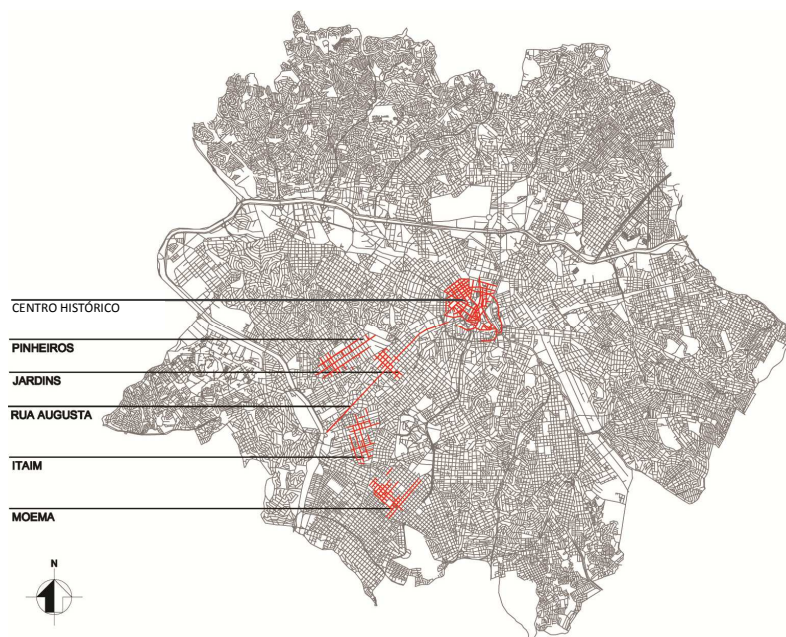 CENTRO HISTÓRICO
PINHEIROS
JARDINS
RUA AUGUSTA
ITAIM
MOEMA
N